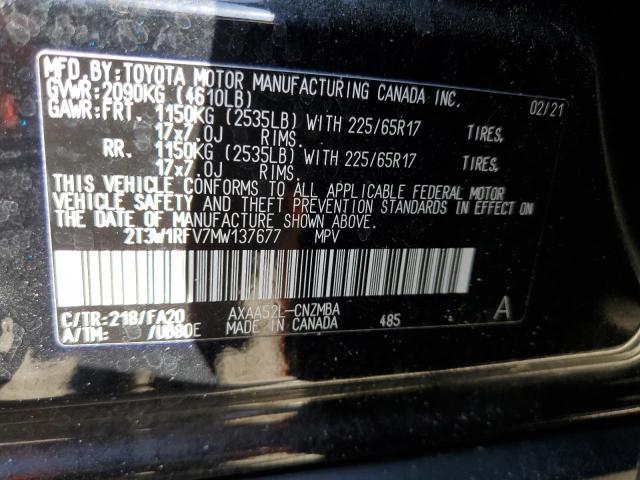 MFD.BY:TOYOTA MOTOR MANUFACTURING CANADA INC.
GVWR:2090KG (4610LB) 02/21
GAWR:FRT. 1150KG (2535LB) WITH 225/65R17 TIRES,
17x7.0J RIMS.
RR. 1150KG (2535LB) WITH 225/65R17 TIRES,
17x7.0J RIMS.
THIS VEHICLE CONFORMS TO ALL APPLICABLE FEDERAL MOTOR
VEHICLE SAFETY AND THEFT PREVENTION STANDARDS IN EFFECT ON
THE DATE OF MANUFACTURE SHOWN ABOVE.
2T3W1RFV7MW137677 MPV
C/TR:218/FA20 AXAA52L-CNZMBA A
A/TM: /UB80E MADE IN CANADA 485